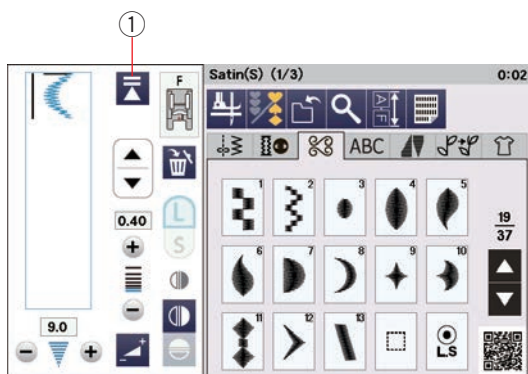 1
Satin(S) (1/3) 0:02
F
A-F
ABC
L
S
0.40
9.0
1 2 3 4 5
19
37
6 7 8 9 10
11 12 13
L.S